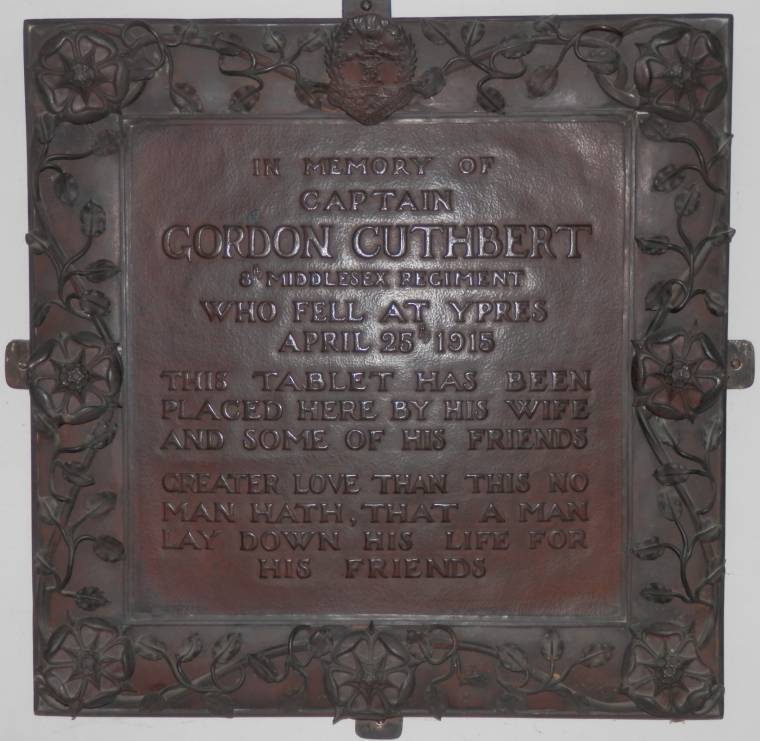 IN MEMORY OF
CAPTAIN
GORDON CUTHBERT
8th MIDDLESEX REGIMENT
WHO FELL AT YPRES
APRIL 25th 1915
THIS TABLET HAS BEEN
PLACED HERE BY HIS WIFE
AND SOME OF HIS FRIENDS
GREATER LOVE THAN THIS NO
MAN HATH, THAT A MAN
LAY DOWN HIS LIFE FOR
HIS FRIENDS